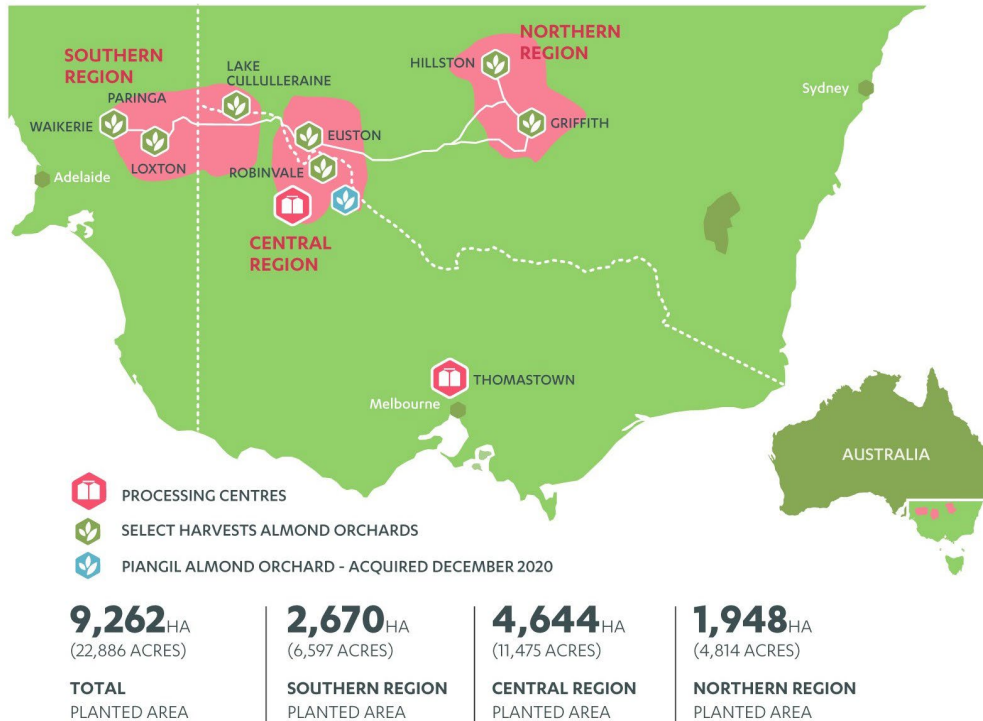 NORTHERN
REGION
SOUTHERN
REGION
LAKE
CULLULLERAINE
HILLSTON
PARINGA
Sydney
WAIKERIE
EUSTON
GRIFFITH
LOXTON
ROBINVALE
Adelaide
CENTRAL
REGION
THOMASTOWN
Melbourne
AUSTRALIA
PROCESSING CENTRES
SELECT HARVESTS ALMOND ORCHARDS
PIANGIL ALMOND ORCHARD - ACQUIRED DECEMBER 2020
9,262HA
(22,886 ACRES)
TOTAL
PLANTED AREA
2,670HA
(6,597 ACRES)
SOUTHERN REGION
PLANTED AREA
4,644HA
(11,475 ACRES)
CENTRAL REGION
PLANTED AREA
1,948HA
(4,814 ACRES)
NORTHERN REGION
PLANTED AREA